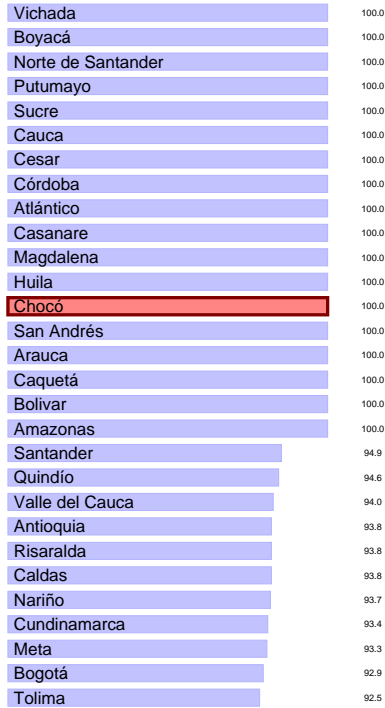 Vichada 100.0
Boyacá 100.0
Norte de Santander 100.0
Putumayo 100.0
Sucre 100.0
Cauca 100.0
Cesar 100.0
Córdoba 100.0
Atlántico 100.0
Casanare 100.0
Magdalena 100.0
Huila 100.0
Chocó 100.0
San Andrés 100.0
Arauca 100.0
Caquetá 100.0
Bolivar 100.0
Amazonas 100.0
Santander 94.9
Quindío 94.6
Valle del Cauca 94.0
Antioquia 93.8
Risaralda 93.8
Caldas 93.8
Nariño 93.7
Cundinamarca 93.4
Meta 93.3
Bogotá 92.9
Tolima 92.5